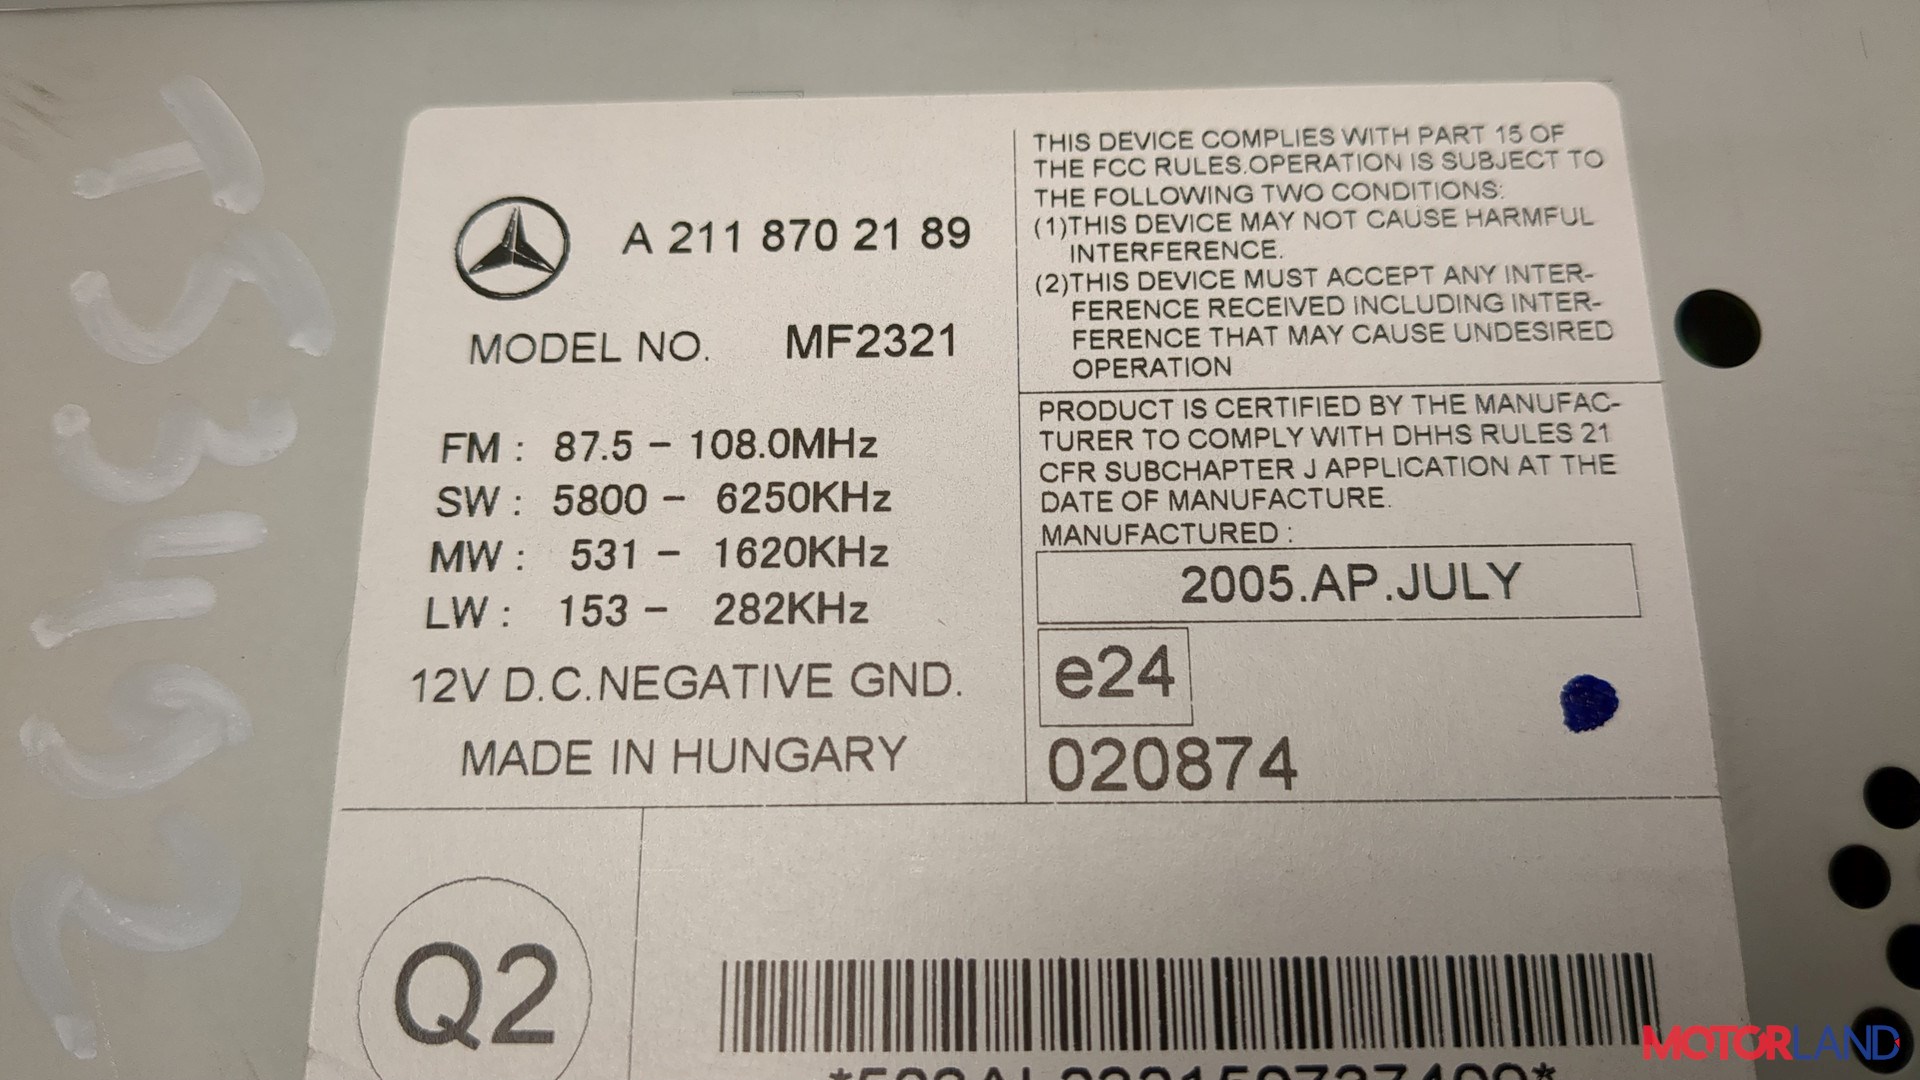 A 211 870 2189
MODEL NO. MF2321
FM : 87.5 - 108.0MHz
SW : 5800 - 6250KHz
MW : 531 - 1620KHz
LW : 153 - 282KHz
12V D.C.NEGATIVE GND.
MADE IN HUNGARY
THIS DEVICE COMPLIES WITH PART 15 OF
THE FCC RULES.OPERATION IS SUBJECT TO
THE FOLLOWING TWO CONDITIONS:
(1)THIS DEVICE MAY NOT CAUSE HARMFUL
INTERFERENCE.
(2)THIS DEVICE MUST ACCEPT ANY INTER-
FERENCE RECEIVED INCLUDING INTER-
FERENCE THAT MAY CAUSE UNDESIRED
OPERATION
PRODUCT IS CERTIFIED BY THE MANUFAC-
TURER TO COMPLY WITH DHHS RULES 21
CFR SUBCHAPTER J APPLICATION AT THE
DATE OF MANUFACTURE.
MANUFACTURED :
2005.AP.JULY
e24
020874
Q2
MOTORLAND